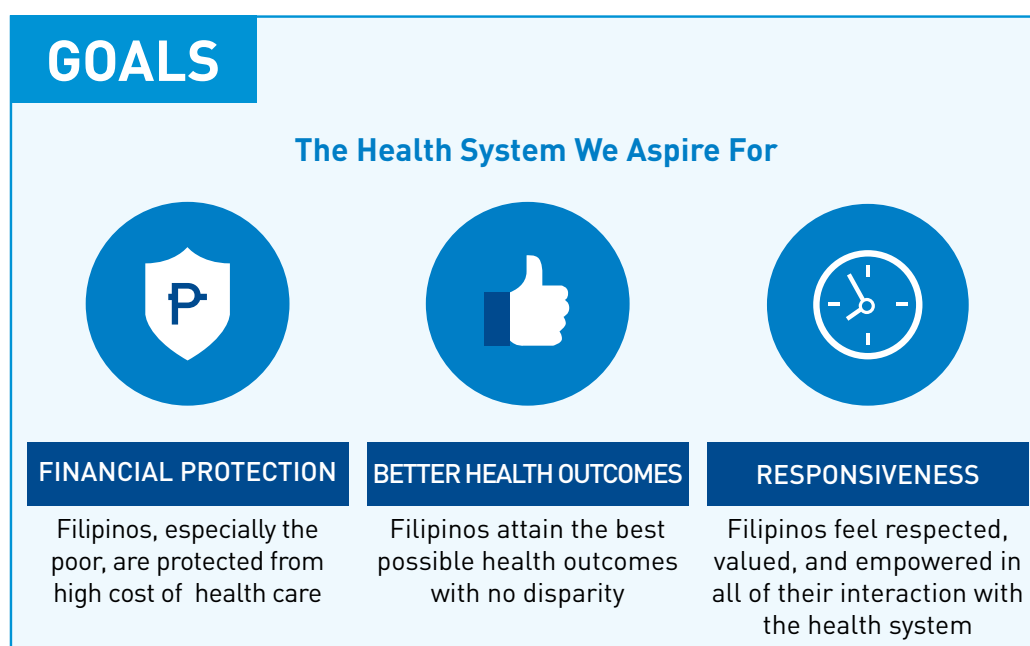 GOALS
The Health System We Aspire For
P
FINANCIAL PROTECTION
Filipinos, especially the
poor, are protected from
high cost of health care
BETTER HEALTH OUTCOMES
Filipinos attain the best
possible health outcomes
with no disparity
RESPONSIVENESS
Filipinos feel respected,
valued, and empowered in
all of their interaction with
the health system